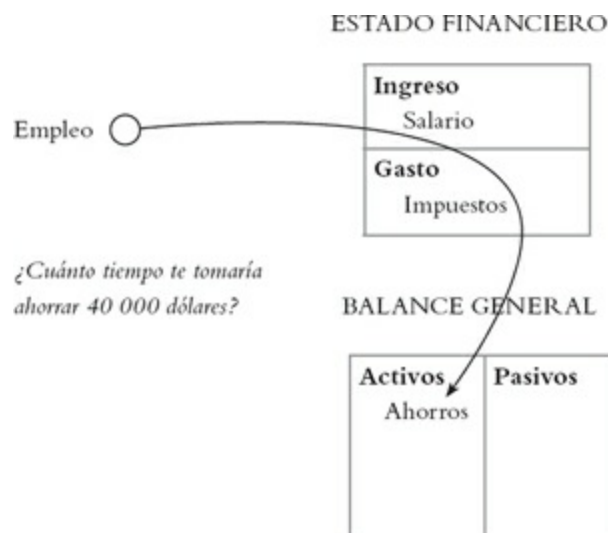 ESTADO FINANCIERO
Ingreso
Salario
Empleo
Gasto
Impuestos
¿Cuánto tiempo te tomaría
ahorrar 40 000 dólares?
BALANCE GENERAL
Activos Pasivos
Ahorros